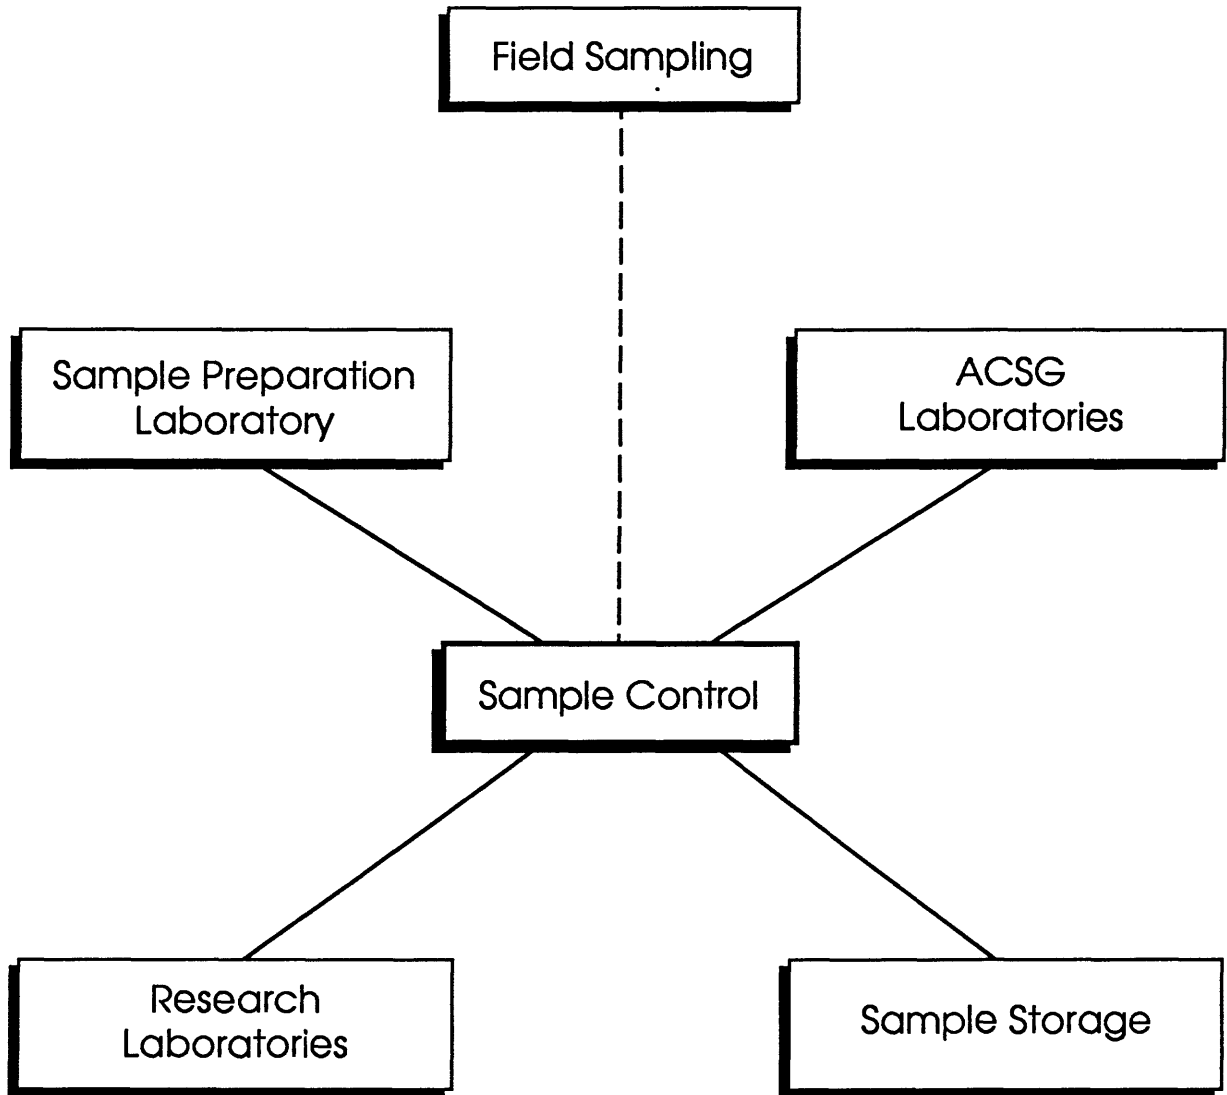 Field Sampling
Sample Preparation
Laboratory
ACSG
Laboratories
Sample Control
Research
Laboratories
Sample Storage